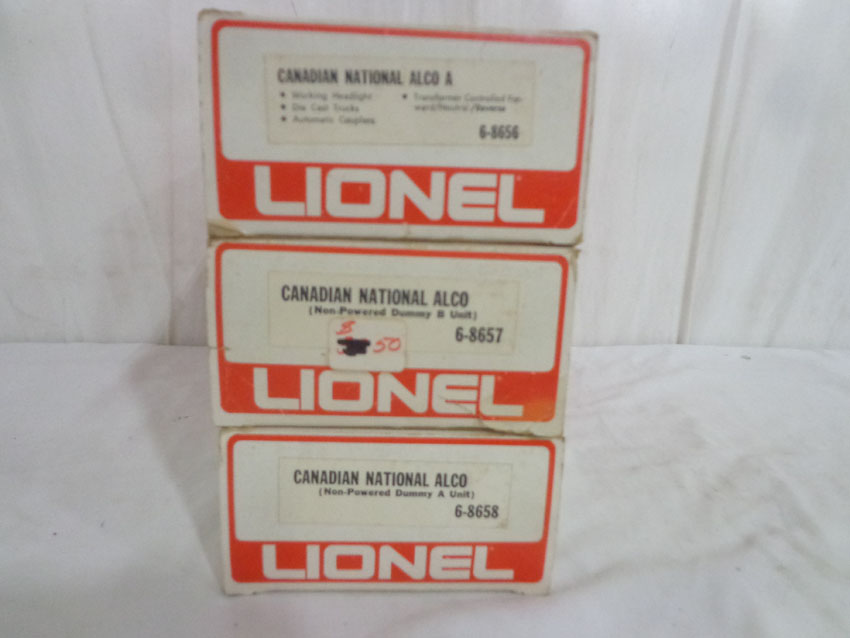 CANADIAN NATIONAL ALCO A
• Working Headlight
• Die Cast Trucks
• Automatic Couplers
• Transformer Controlled For-
ward/Neutral/Reverse
6-8656
LIONEL
CANADIAN NATIONAL ALCO
(Non-Powered Dummy B Unit)
6-8657
B
50
LIONEL
CANADIAN NATIONAL ALCO
(Non-Powered Dummy A Unit)
6-8658
LIONEL